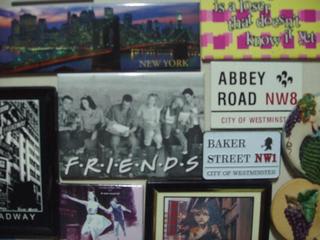 is a loser
that doesn't
know it yet
NEW YORK
ABBEY
ROAD NW8
CITY OF WESTMINSTER
F·R·I·E·N·D·S
BAKER
STREET NW1
CITY OF WESTMINSTER
ADWAY